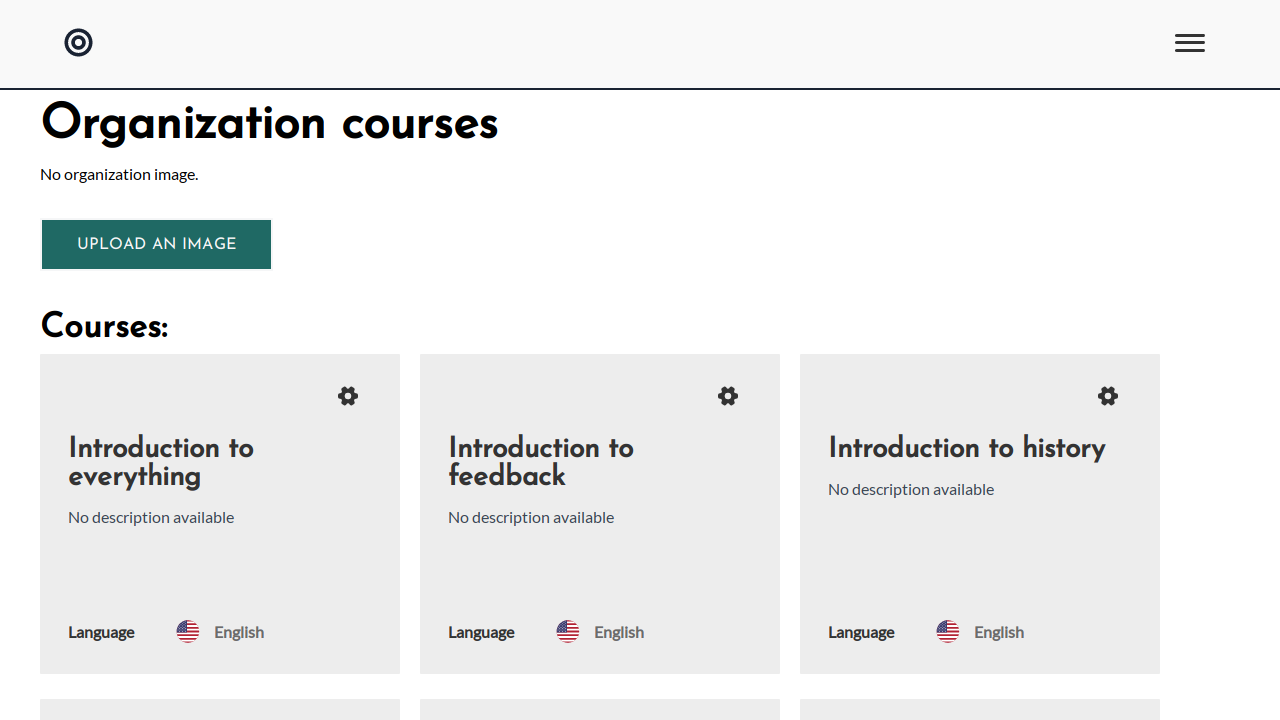 Organization courses
No organization image.
UPLOAD AN IMAGE
Courses:
Introduction to
everything
No description available
Language
English
Introduction to
feedback
No description available
Language
English
Introduction to history
No description available
Language
English